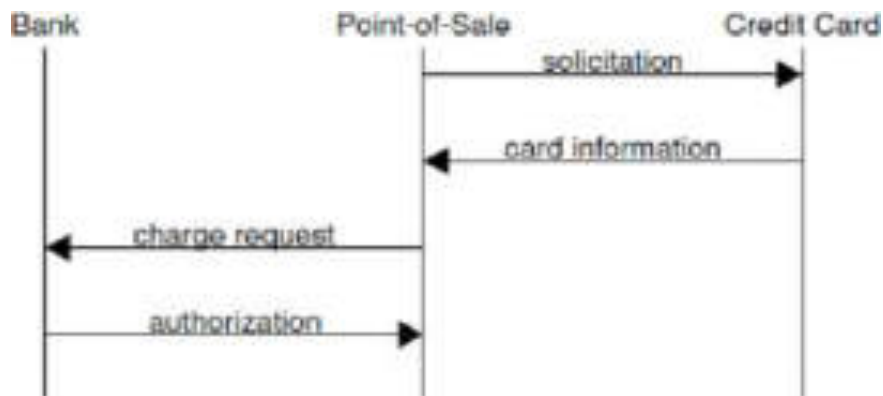 Bank Point-of-Sale Credit Card
solicitation
card information
charge request
authorization